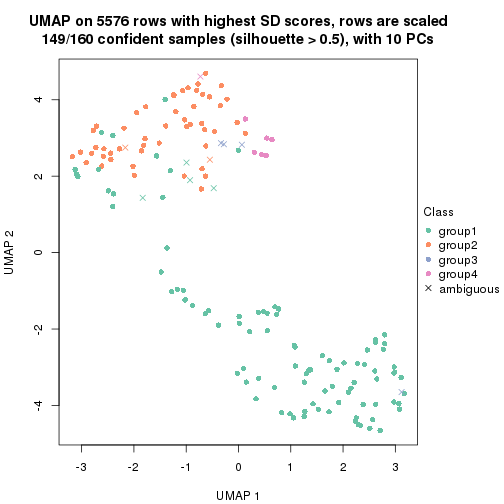 UMAP on 5576 rows with highest SD scores, rows are scaled
149/160 confident samples (silhouette > 0.5), with 10 PCs
4
2
0
-2
-4
UMAP 2
-3
-2
-1
0
1
2
3
UMAP 1
Class
group1
group2
group3
group4
ambiguous